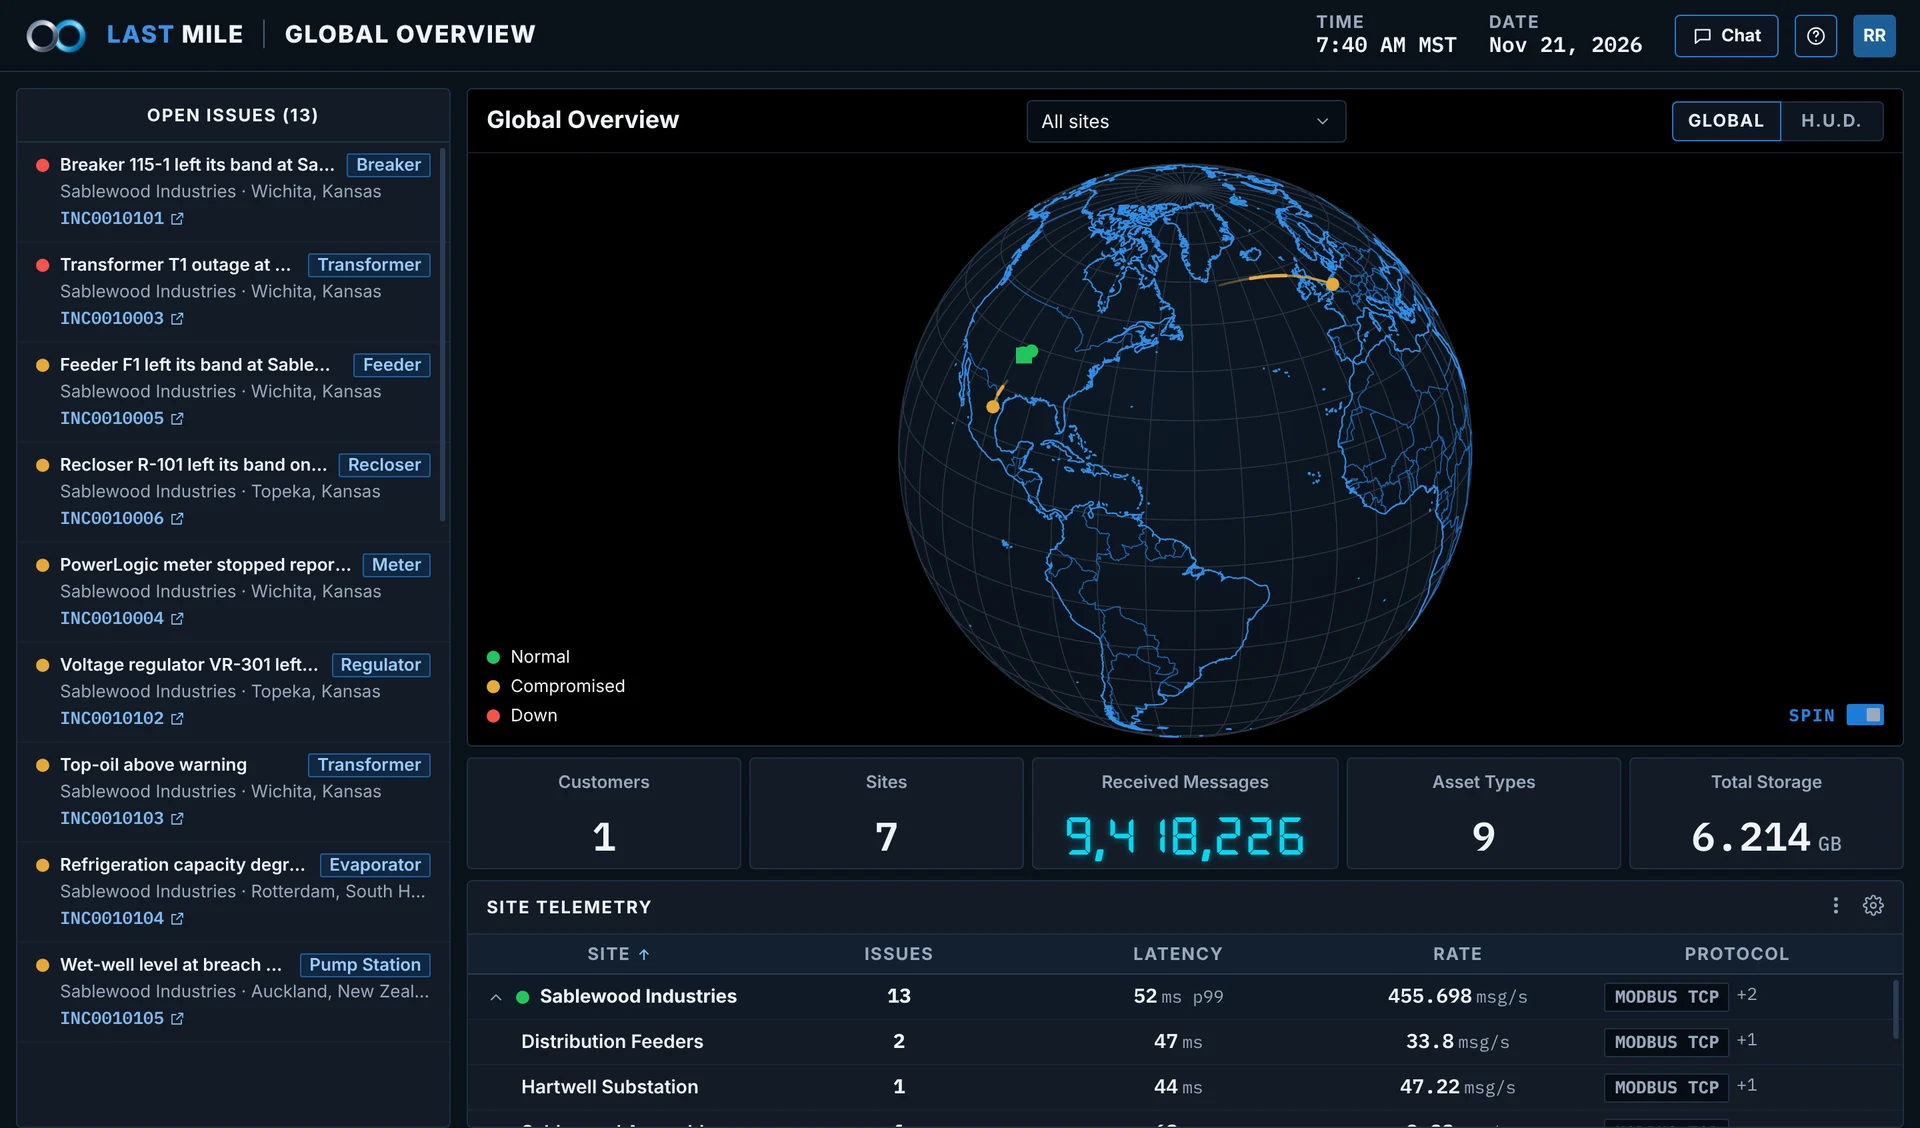 LAST MILE
GLOBAL OVERVIEW
TIME
7:40 AM MST
DATE
Nov 21, 2026
Chat
RR
OPEN ISSUES (13)
Breaker 115-1 left its band at Sa...
Breaker
Sablewood Industries · Wichita, Kansas
INC0010101
Transformer T1 outage at ...
Transformer
Sablewood Industries · Wichita, Kansas
INC0010003
Feeder F1 left its band at Sable...
Feeder
Sablewood Industries · Wichita, Kansas
INC0010005
Recloser R-101 left its band on...
Recloser
Sablewood Industries · Topeka, Kansas
INC0010006
PowerLogic meter stopped repor...
Meter
Sablewood Industries · Wichita, Kansas
INC0010004
Voltage regulator VR-301 left...
Regulator
Sablewood Industries · Topeka, Kansas
INC0010102
Top-oil above warning
Transformer
Sablewood Industries · Wichita, Kansas
INC0010103
Refrigeration capacity degr...
Evaporator
Sablewood Industries · Rotterdam, South H...
INC0010104
Wet-well level at breach ...
Pump Station
Sablewood Industries · Auckland, New Zeal...
INC0010105
Global Overview
All sites
GLOBAL
H.U.D.
Normal
Compromised
Down
SPIN
Customers
1
Sites
7
Received Messages
9,418,226
Asset Types
9
Total Storage
6.214 GB
SITE TELEMETRY
SITE ↑ ISSUES LATENCY RATE PROTOCOL
Sablewood Industries 13 52 ms p99 455.698 msg/s MODBUS TCP +2
Distribution Feeders 2 47 ms 33.8 msg/s MODBUS TCP +1
Hartwell Substation 1 44 ms 47.22 msg/s MODBUS TCP +1